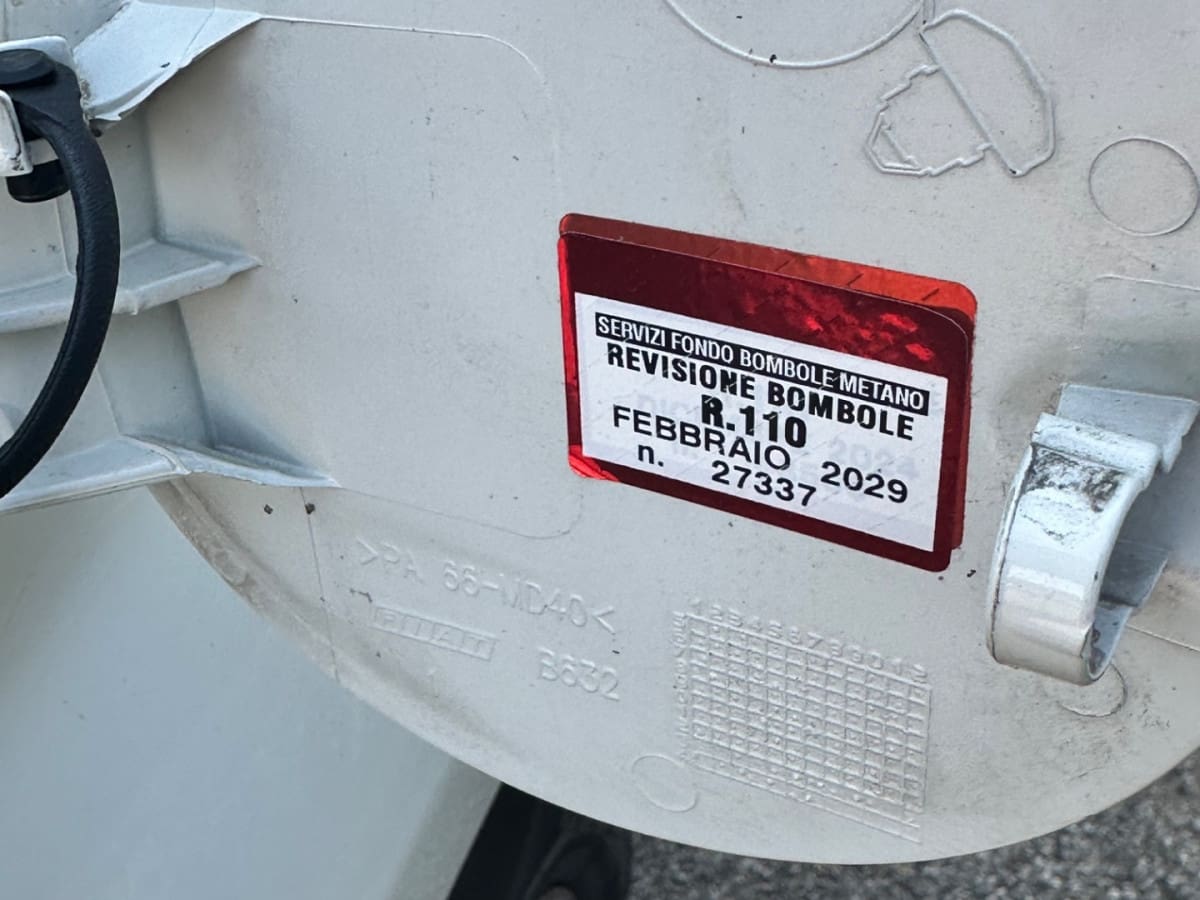 SERVIZI FONDO BOMBOLE METANO
REVISIONE BOMBOLE
R.110
FEBBRAIO 2029
n. 27337
>PA 66-MD40<
B632